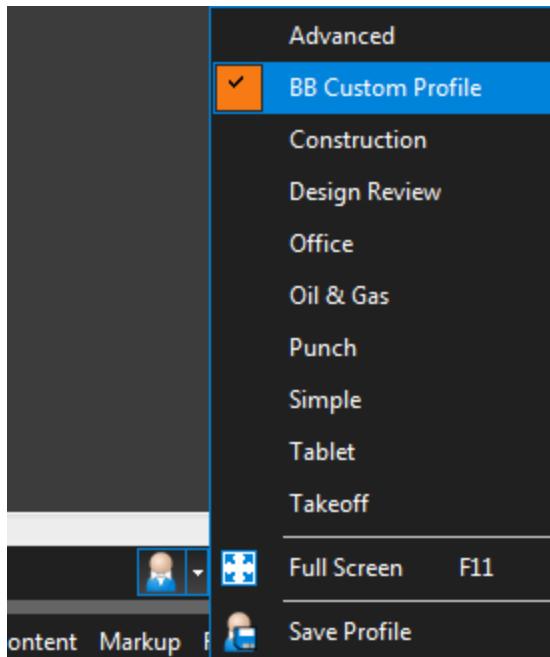 Advanced
BB Custom Profile
Construction
Design Review
Office
Oil & Gas
Punch
Simple
Tablet
Takeoff
Full Screen F11
Save Profile
Markup